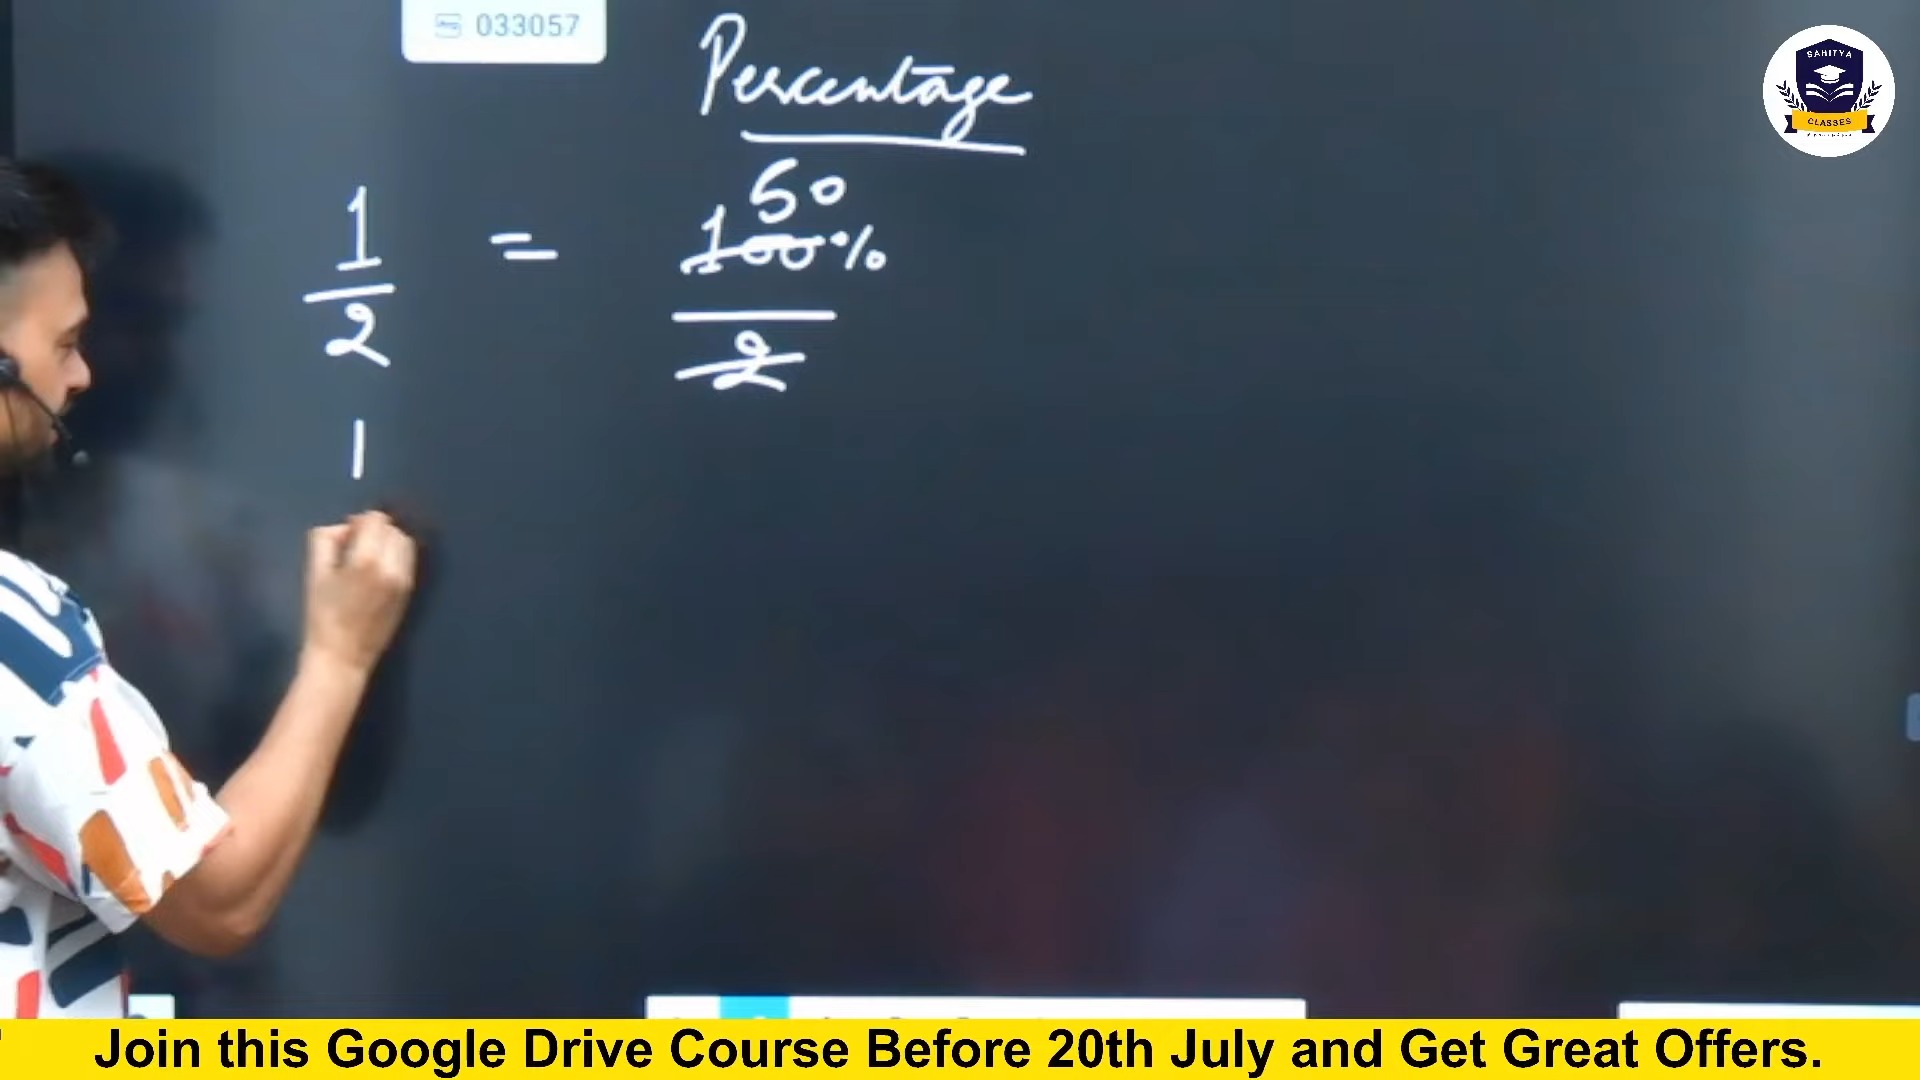 033057
Percentage
SAHITYA
CLASSES
50
1/2 = 100%/2
1
Join this Google Drive Course Before 20th July and Get Great Offers.